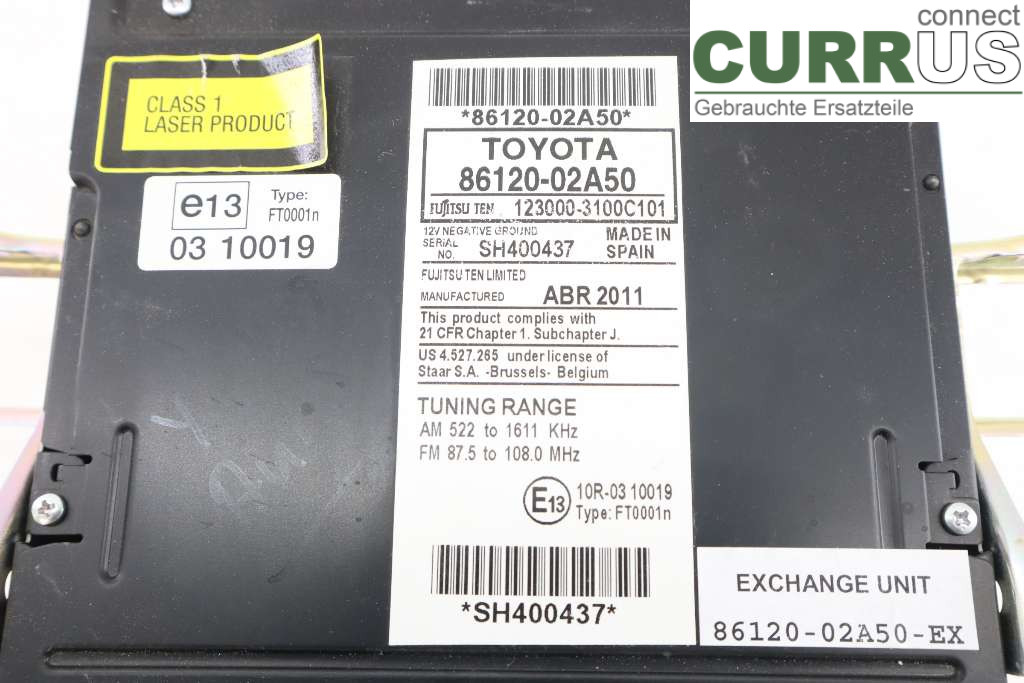 connect
CURRUS
Gebrauchte Ersatzteile
CLASS 1
LASER PRODUCT
e13
Type:
FT0001n
03 10019
*86120-02A50*
TOYOTA
86120-02A50
FUJITSU TEN 123000-3100C101
12V NEGATIVE GROUND
SERIAL NO. SH400437
MADE IN SPAIN
FUJITSU TEN LIMITED
MANUFACTURED ABR 2011
This product complies with
21 CFR Chapter 1. Subchapter J.
US 4.527.265 under license of
Staar S.A. -Brussels- Belgium
TUNING RANGE
AM 522 to 1611 KHz
FM 87.5 to 108.0 MHz
E13
10R-03 10019
Type: FT0001n
*SH400437*
EXCHANGE UNIT
86120-02A50-EX